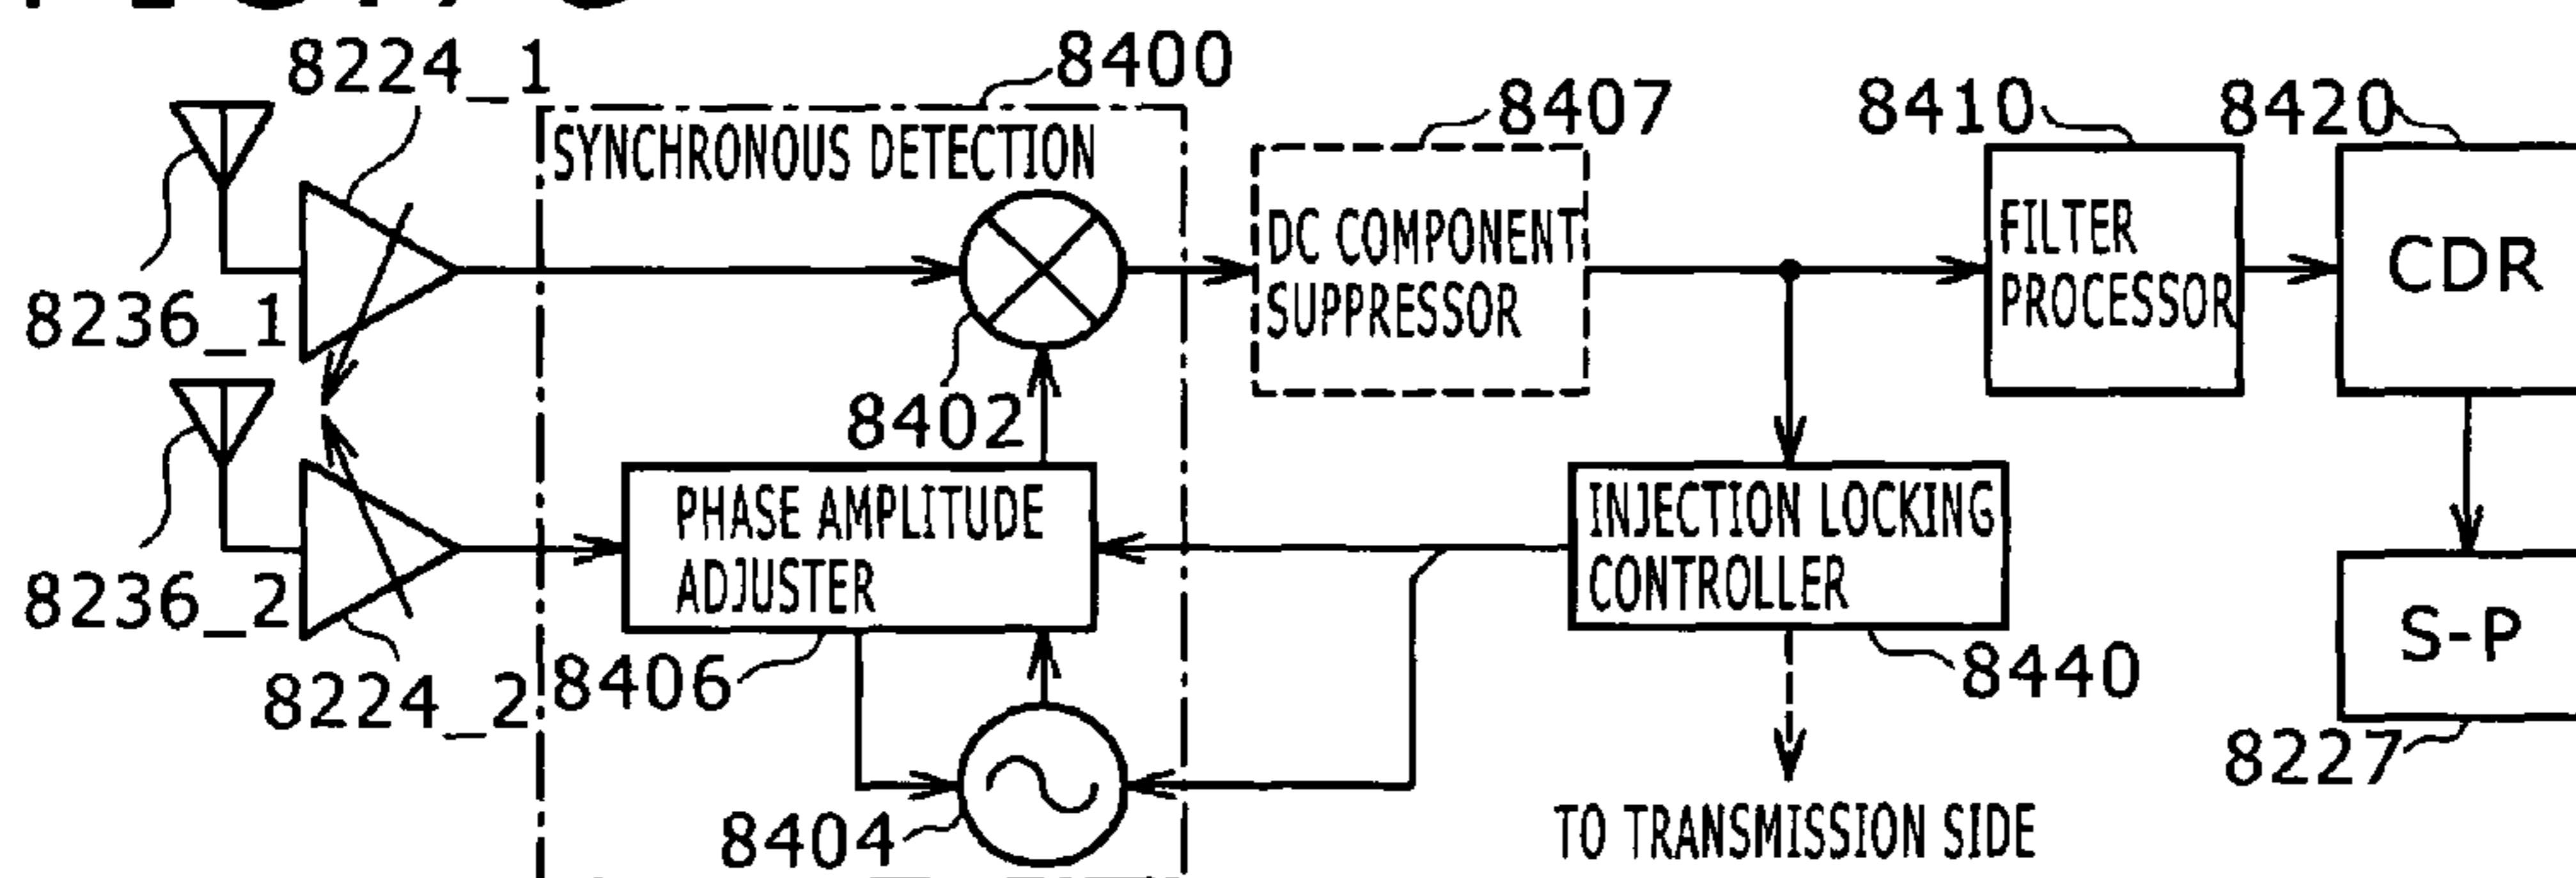 8224_1
8400
8407
8410
8420
SYNCHRONOUS DETECTION
DC COMPONENT
SUPPRESSOR
FILTER
PROCESSOR
CDR
8236_1
8402
PHASE AMPLITUDE
ADJUSTER
INJECTION LOCKING
CONTROLLER
8236_2
8224_2
8406
8440
S-P
8227
8404
TO TRANSMISSION SIDE